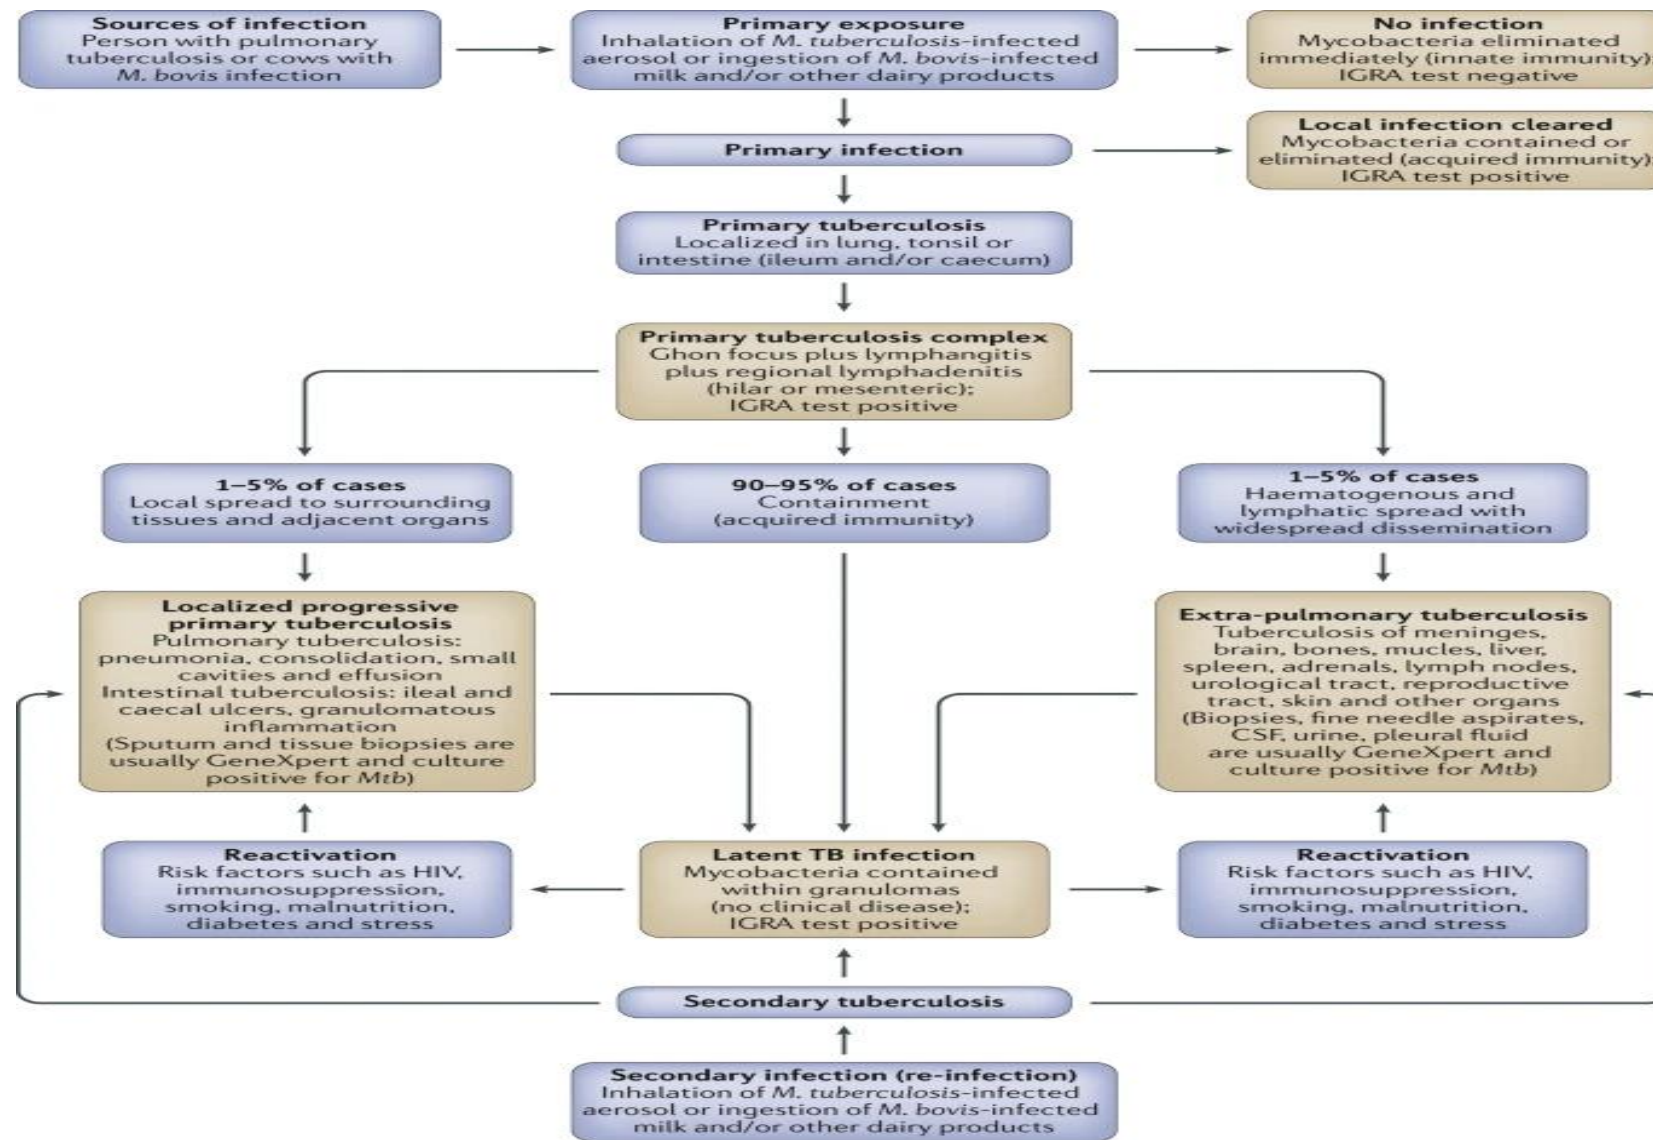 Sources of infection
Person with pulmonary
tuberculosis or cows with
M. bovis infection
Primary exposure
Inhalation of M. tuberculosis-infected
aerosol or ingestion of M. bovis-infected
milk and/or other dairy products
No infection
Mycobacteria eliminated
immediately (innate immunity);
IGRA test negative
Primary infection
Local infection cleared
Mycobacteria contained or
eliminated (acquired immunity);
IGRA test positive
Primary tuberculosis
Localized in lung, tonsil or
intestine (ileum and/or caecum)
Primary tuberculosis complex
Ghon focus plus lymphangitis
plus regional lymphadenitis
(hilar or mesenteric);
IGRA test positive
1–5% of cases
Local spread to surrounding
tissues and adjacent organs
90–95% of cases
Containment
(acquired immunity)
1–5% of cases
Haematogenous and
lymphatic spread with
widespread dissemination
Localized progressive
primary tuberculosis
Pulmonary tuberculosis:
pneumonia, consolidation, small
cavities and effusion
Intestinal tuberculosis: ileal and
caecal ulcers, granulomatous
inflammation
(Sputum and tissue biopsies are
usually GeneXpert and culture
positive for Mtb)
Extra-pulmonary tuberculosis
Tuberculosis of meninges,
brain, bones, mucles, liver,
spleen, adrenals, lymph nodes,
urological tract, reproductive
tract, skin and other organs
(Biopsies, fine needle aspirates,
CSF, urine, pleural fluid
are usually GeneXpert and
culture positive for Mtb)
Reactivation
Risk factors such as HIV,
immunosuppression,
smoking, malnutrition,
diabetes and stress
Latent TB infection
Mycobacteria contained
within granulomas
(no clinical disease);
IGRA test positive
Reactivation
Risk factors such as HIV,
immunosuppression,
smoking, malnutrition,
diabetes and stress
Secondary tuberculosis
Secondary infection (re-infection)
Inhalation of M. tuberculosis-infected
aerosol or ingestion of M. bovis-infected
milk and/or other dairy products